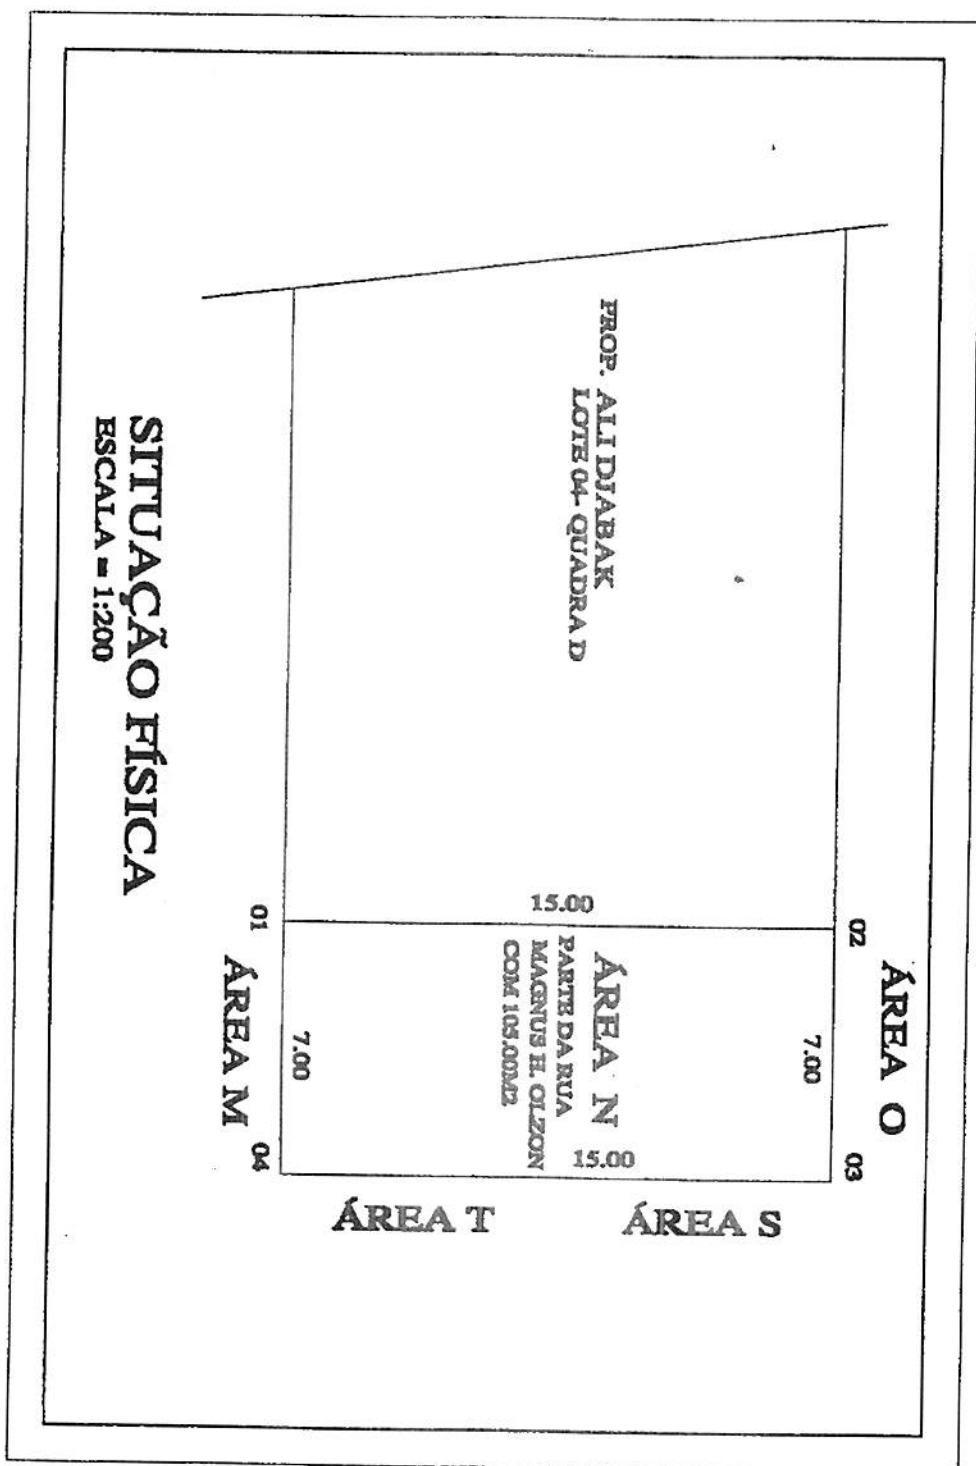 PROP. ALI DJABAK
LOTE 04- QUADRA D
ÁREA O
02
03
7.00
15.00
ÁREA N
PARTE DA RUA
MAGNUS H. OLZON
COM 105.00M2
15.00
ÁREA S
ÁREA T
7.00
01
04
ÁREA M
SITUAÇÃO FÍSICA
ESCALA = 1:200